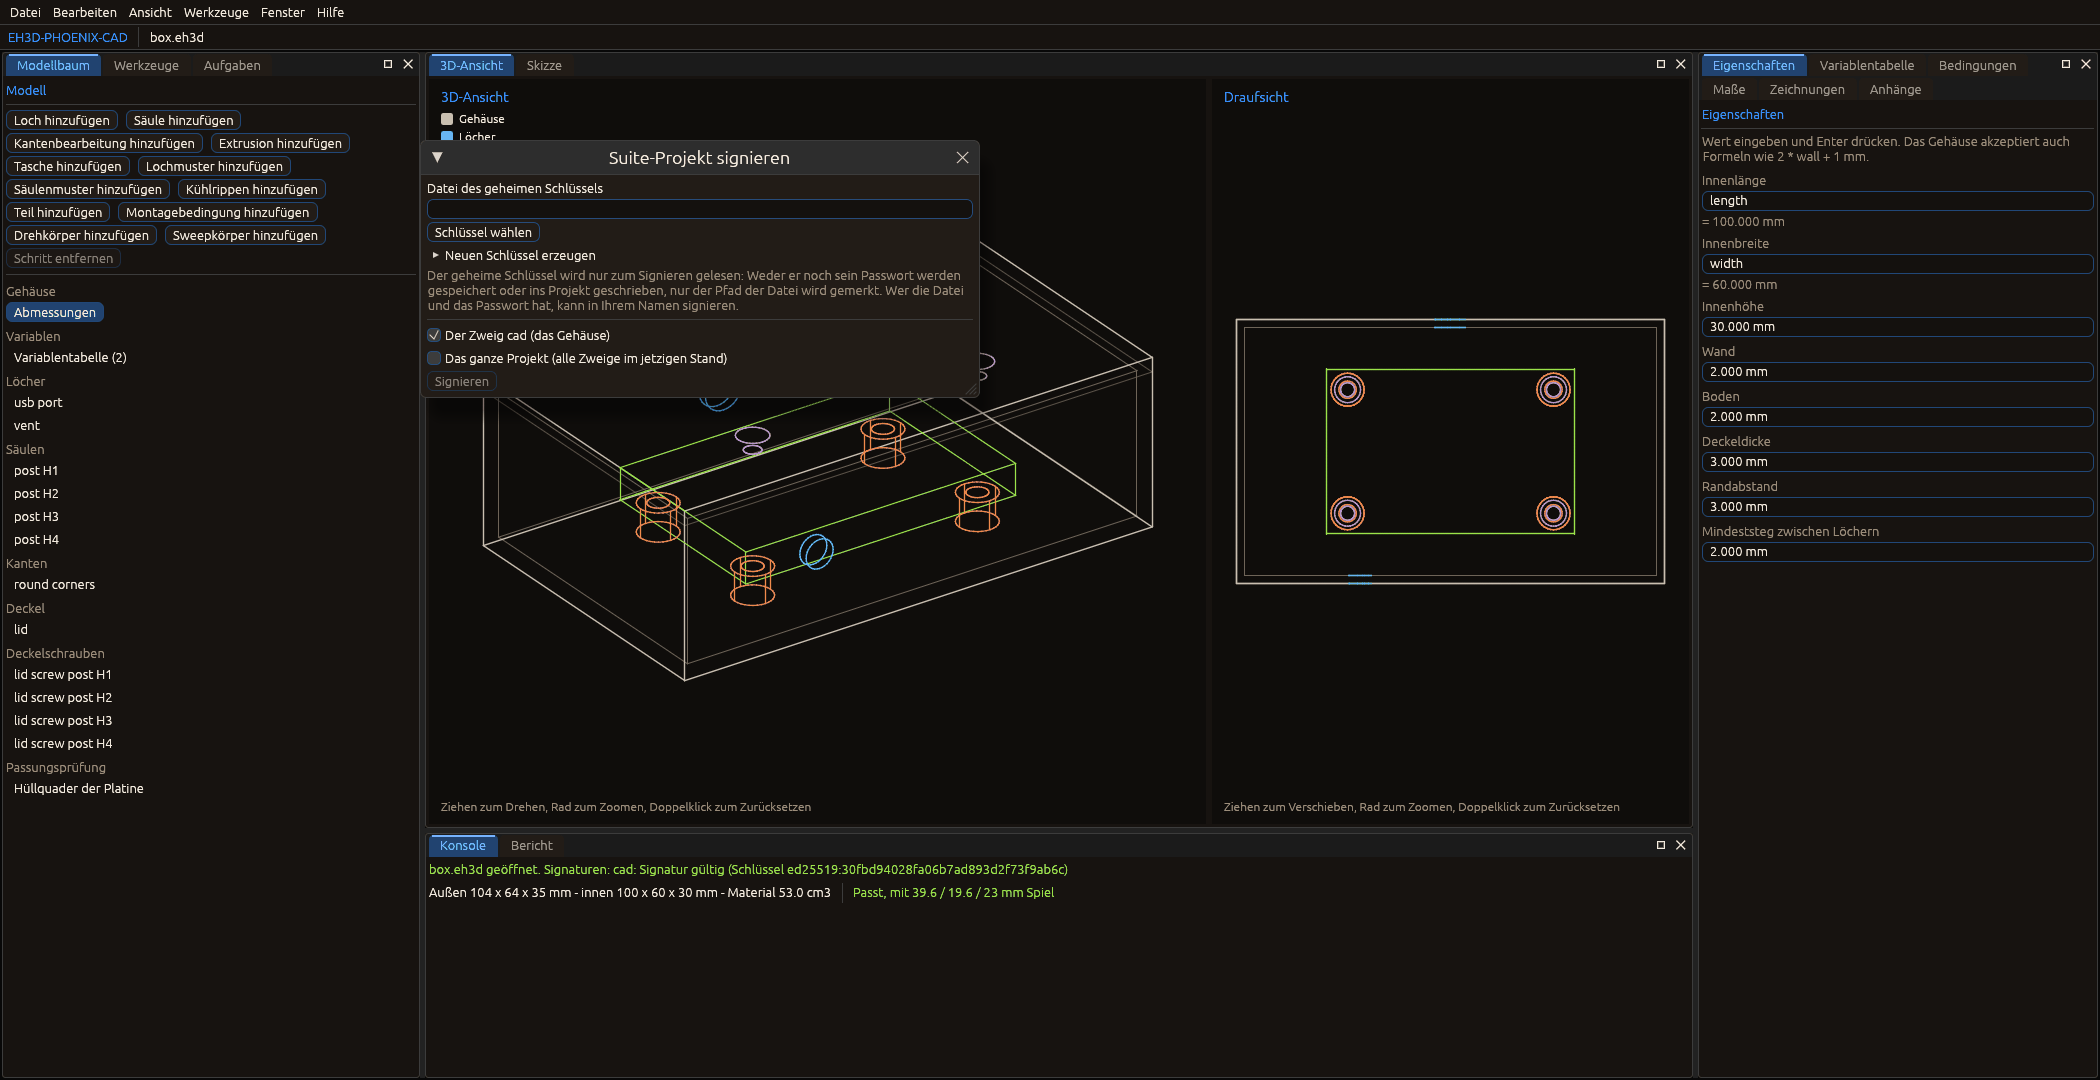 Datei Bearbeiten Ansicht Werkzeuge Fenster Hilfe
EH3D-PHOENIX-CAD box.eh3d
Modellbaum Werkzeuge Aufgaben
Modell
Loch hinzufügen Säule hinzufügen
Kantenbearbeitung hinzufügen Extrusion hinzufügen
Tasche hinzufügen Lochmuster hinzufügen
Säulenmuster hinzufügen Kühlrippen hinzufügen
Teil hinzufügen Montagebedingung hinzufügen
Drehkörper hinzufügen Sweepkörper hinzufügen
Schritt entfernen
Gehäuse
Abmessungen
Variablen
Variablentabelle (2)
Löcher
usb port
vent
Säulen
post H1
post H2
post H3
post H4
Kanten
round corners
Deckel
lid
Deckelschrauben
lid screw post H1
lid screw post H2
lid screw post H3
lid screw post H4
Passungsprüfung
Hüllquader der Platine
3D-Ansicht Skizze
3D-Ansicht
Gehäuse
Löcher
Suite-Projekt signieren
Datei des geheimen Schlüssels
Schlüssel wählen
Neuen Schlüssel erzeugen
Der geheime Schlüssel wird nur zum Signieren gelesen: Weder er noch sein Passwort werden
gespeichert oder ins Projekt geschrieben, nur der Pfad der Datei wird gemerkt. Wer die Datei
und das Passwort hat, kann in Ihrem Namen signieren.
Der Zweig cad (das Gehäuse)
Das ganze Projekt (alle Zweige im jetzigen Stand)
Signieren
Ziehen zum Drehen, Rad zum Zoomen, Doppelklick zum Zurücksetzen
Draufsicht
Ziehen zum Verschieben, Rad zum Zoomen, Doppelklick zum Zurücksetzen
Konsole Bericht
box.eh3d geöffnet. Signaturen: cad: Signatur gültig (Schlüssel ed25519:30fbd94028fa06b7ad893d2f73f9ab6c)
Außen 104 x 64 x 35 mm - innen 100 x 60 x 30 mm - Material 53.0 cm3 Passt, mit 39.6 / 19.6 / 23 mm Spiel
Eigenschaften Variablentabelle Bedingungen
Maße Zeichnungen Anhänge
Eigenschaften
Wert eingeben und Enter drücken. Das Gehäuse akzeptiert auch
Formeln wie 2 * wall + 1 mm.
Innenlänge
length
= 100.000 mm
Innenbreite
width
= 60.000 mm
Innenhöhe
30.000 mm
Wand
2.000 mm
Boden
2.000 mm
Deckeldicke
3.000 mm
Randabstand
3.000 mm
Mindeststeg zwischen Löchern
2.000 mm